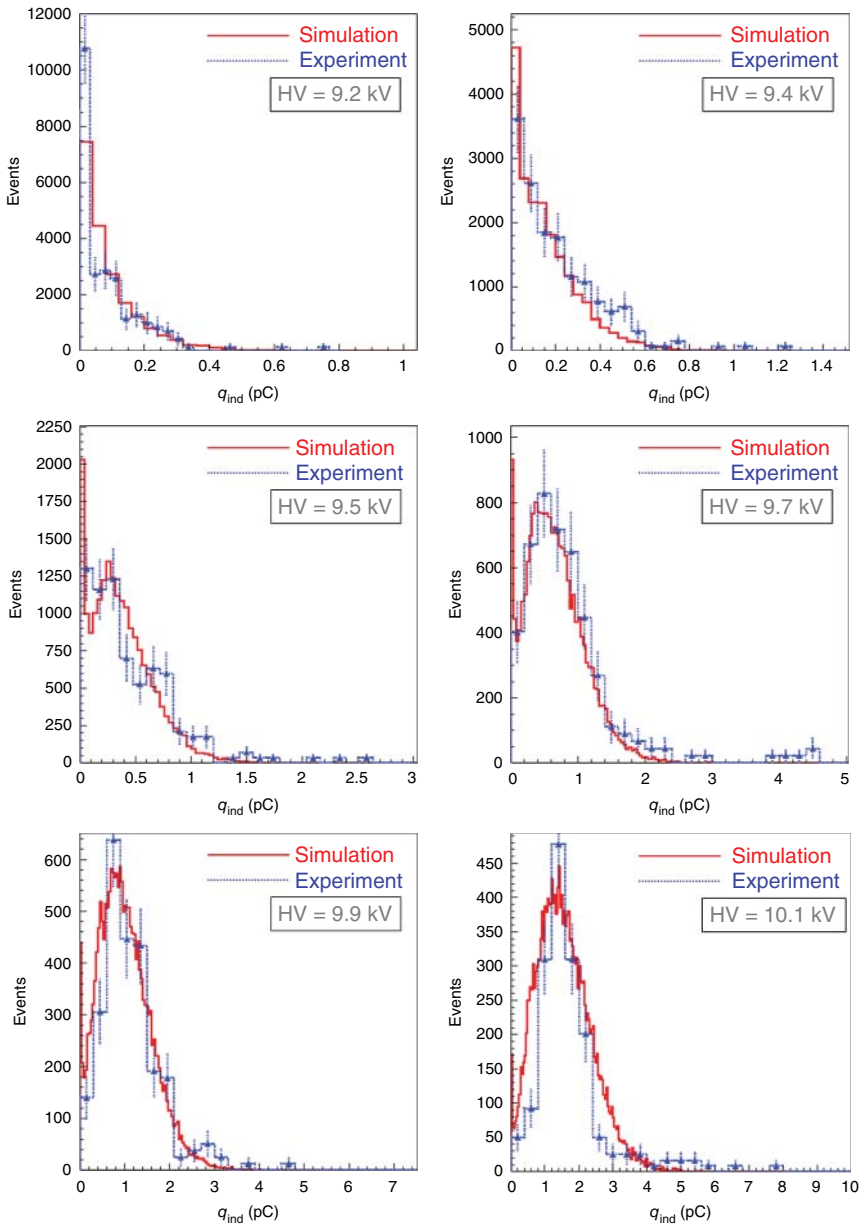 12000
10000
8000
6000
4000
2000
0
Events
Simulation
Experiment
HV = 9.2 kV
0 0.2 0.4 0.6 0.8 1
qind (pC)
5000
4000
3000
2000
1000
0
Events
Simulation
Experiment
HV = 9.4 kV
0 0.2 0.4 0.6 0.8 1 1.2 1.4
qind (pC)
2250
2000
1750
1500
1250
1000
750
500
250
0
Events
Simulation
Experiment
HV = 9.5 kV
0 0.5 1 1.5 2 2.5 3
qind (pC)
1000
800
600
400
200
0
Events
Simulation
Experiment
HV = 9.7 kV
0 1 2 3 4 5
qind (pC)
600
500
400
300
200
100
0
Events
Simulation
Experiment
HV = 9.9 kV
0 1 2 3 4 5 6 7
qind (pC)
450
400
350
300
250
200
150
100
50
0
Events
Simulation
Experiment
HV = 10.1 kV
0 1 2 3 4 5 6 7 8 9 10
qind (pC)